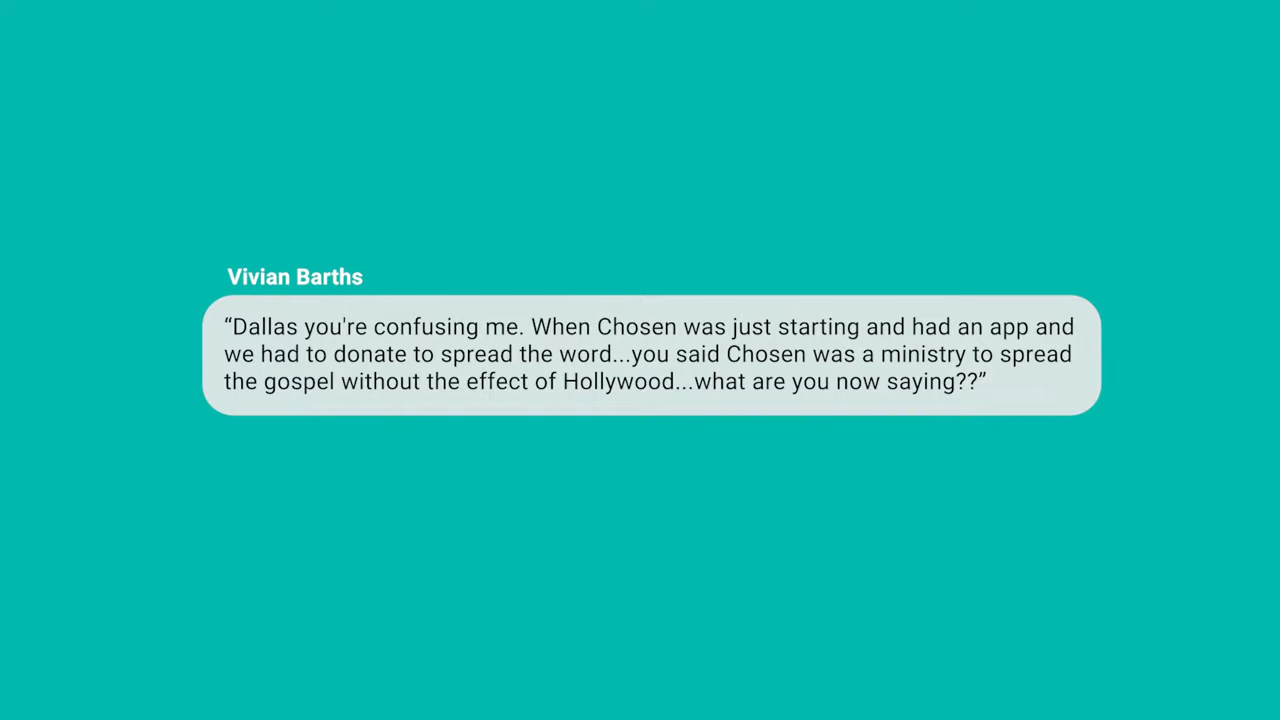 Vivian Barths
“Dallas you're confusing me. When Chosen was just starting and had an app and
we had to donate to spread the word...you said Chosen was a ministry to spread
the gospel without the effect of Hollywood...what are you now saying??”